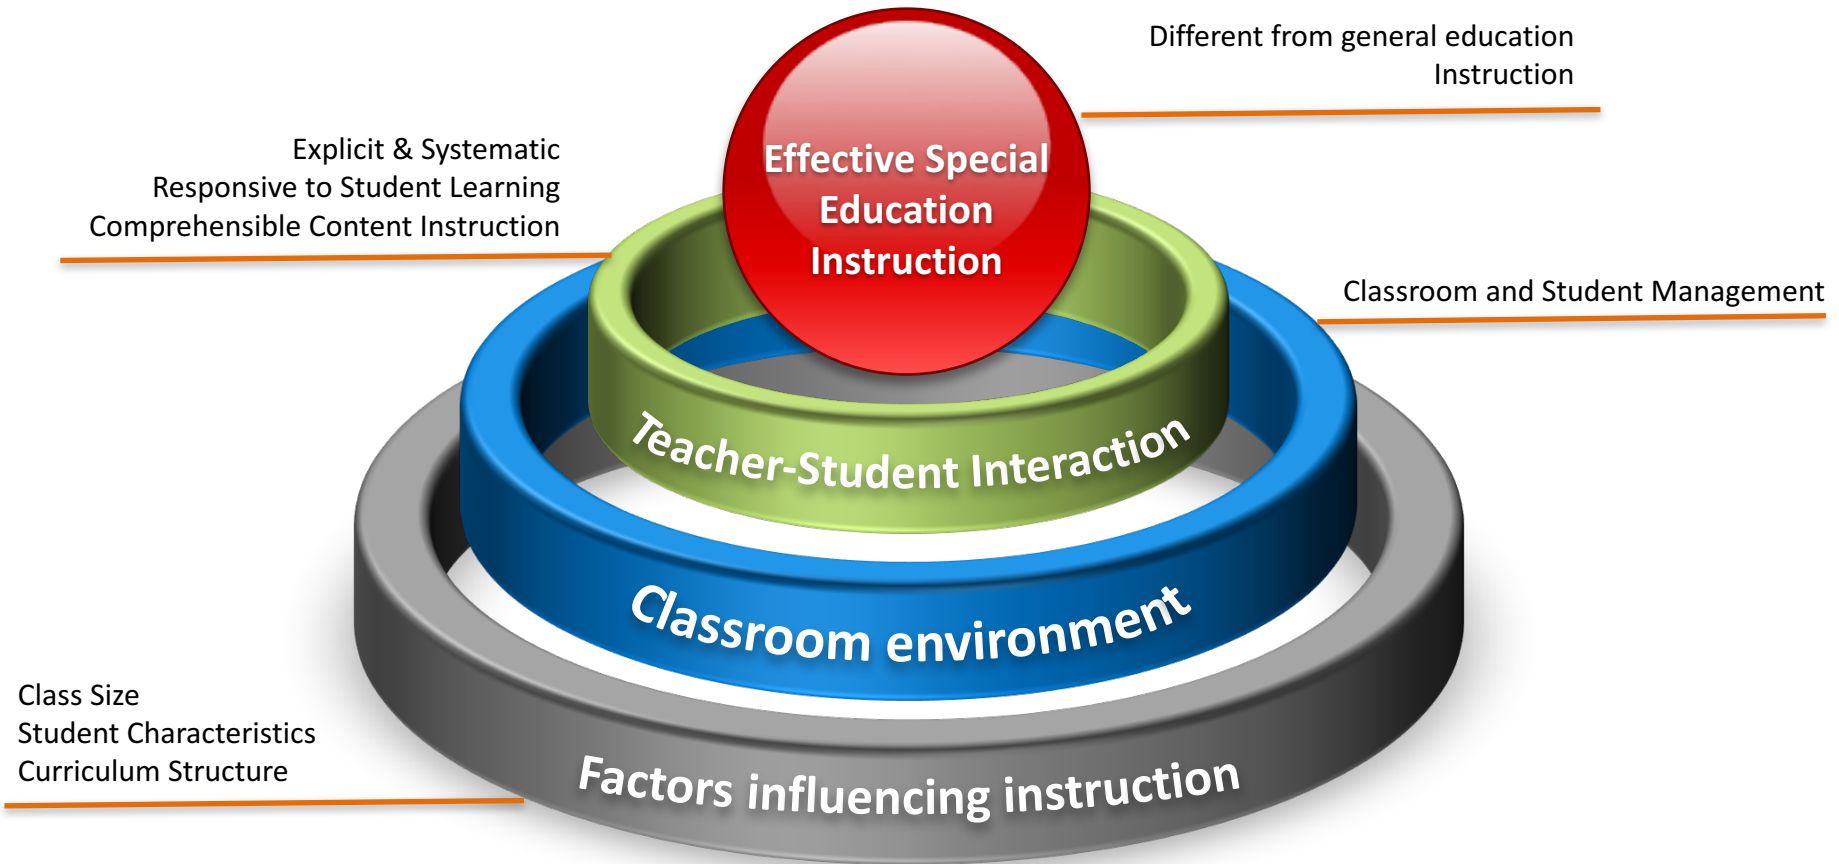 Different from general education
Instruction
Explicit & Systematic
Responsive to Student Learning
Comprehensible Content Instruction
Effective Special
Education
Instruction
Classroom and Student Management
Teacher-Student Interaction
Classroom environment
Class Size
Student Characteristics
Curriculum Structure
Factors influencing instruction